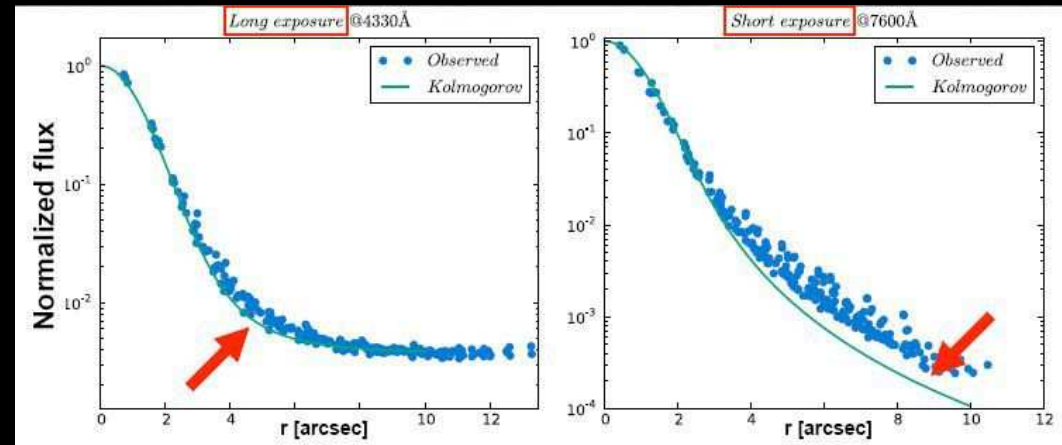 Long exposure @4330Å
Short exposure @7600Å
Normalized flux
10⁰
10⁻¹
10⁻²
Observed
Kolmogorov
0 2 4 6 8 10 12
r [arcsec]
10⁰
10⁻¹
10⁻²
10⁻³
10⁻⁴
Observed
Kolmogorov
0 2 4 6 8 10 12
r [arcsec]